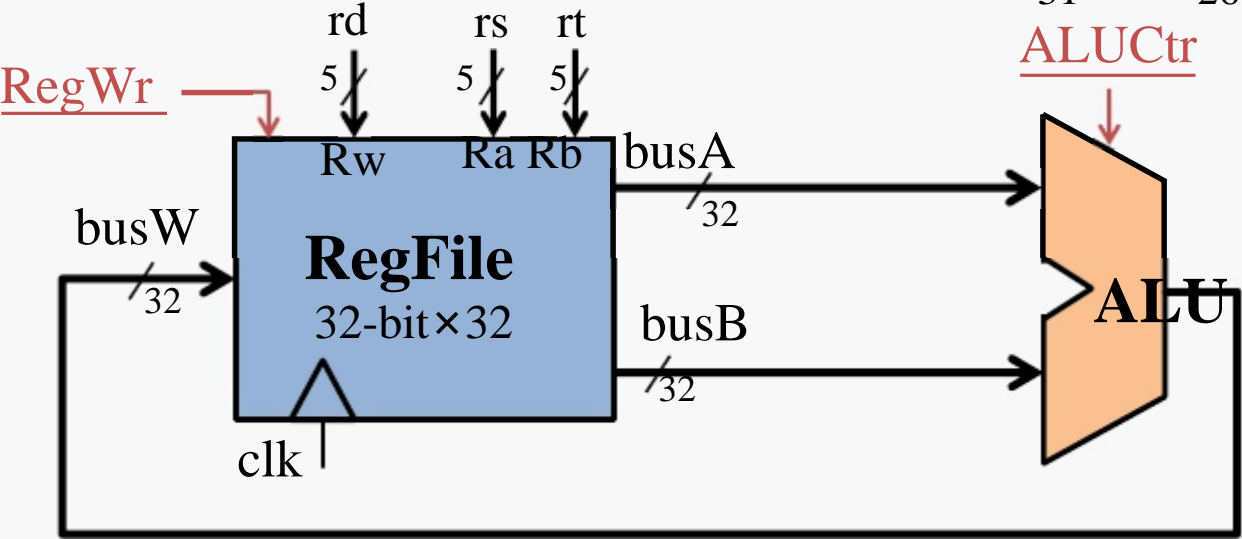 rd rs rt
ALUCtr
RegWr
5 5 5
Rw Ra Rb busA
32
busW
32
RegFile
32-bit×32
busB
32
ALU
clk